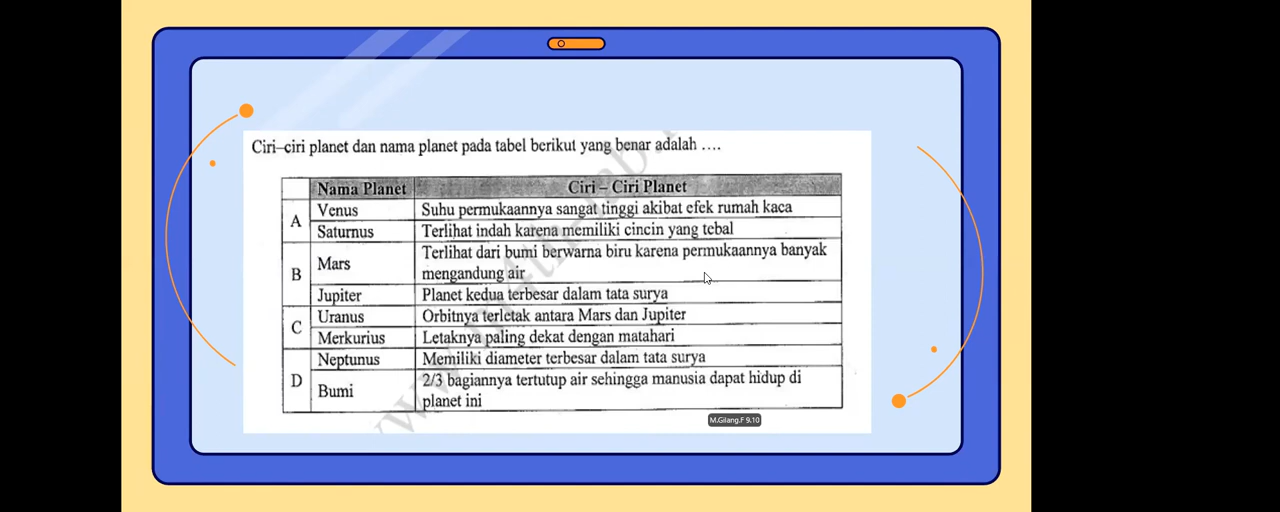 Ciri–ciri planet dan nama planet pada tabel berikut yang benar adalah ….
Nama Planet Ciri – Ciri Planet
A
Venus Suhu permukaannya sangat tinggi akibat efek rumah kaca
Saturnus Terlihat indah karena memiliki cincin yang tebal
B
Mars Terlihat dari bumi berwarna biru karena permukaannya banyak
mengandung air
Jupiter Planet kedua terbesar dalam tata surya
C
Uranus Orbitnya terletak antara Mars dan Jupiter
Merkurius Letaknya paling dekat dengan matahari
D
Neptunus Memiliki diameter terbesar dalam tata surya
Bumi 2/3 bagiannya tertutup air sehingga manusia dapat hidup di
planet ini
M.Gilang.F 9.10